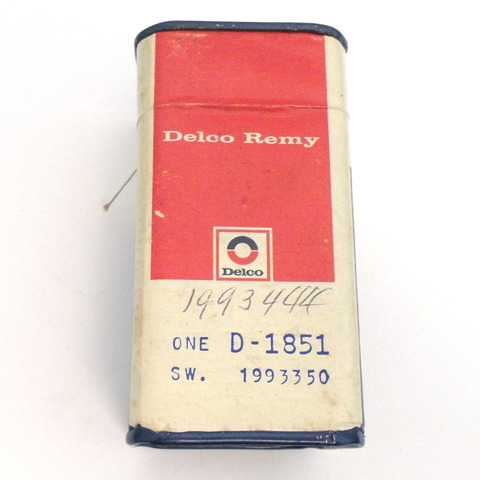 Delco Remy
Delco
1993444
ONE D-1851
SW. 1993350